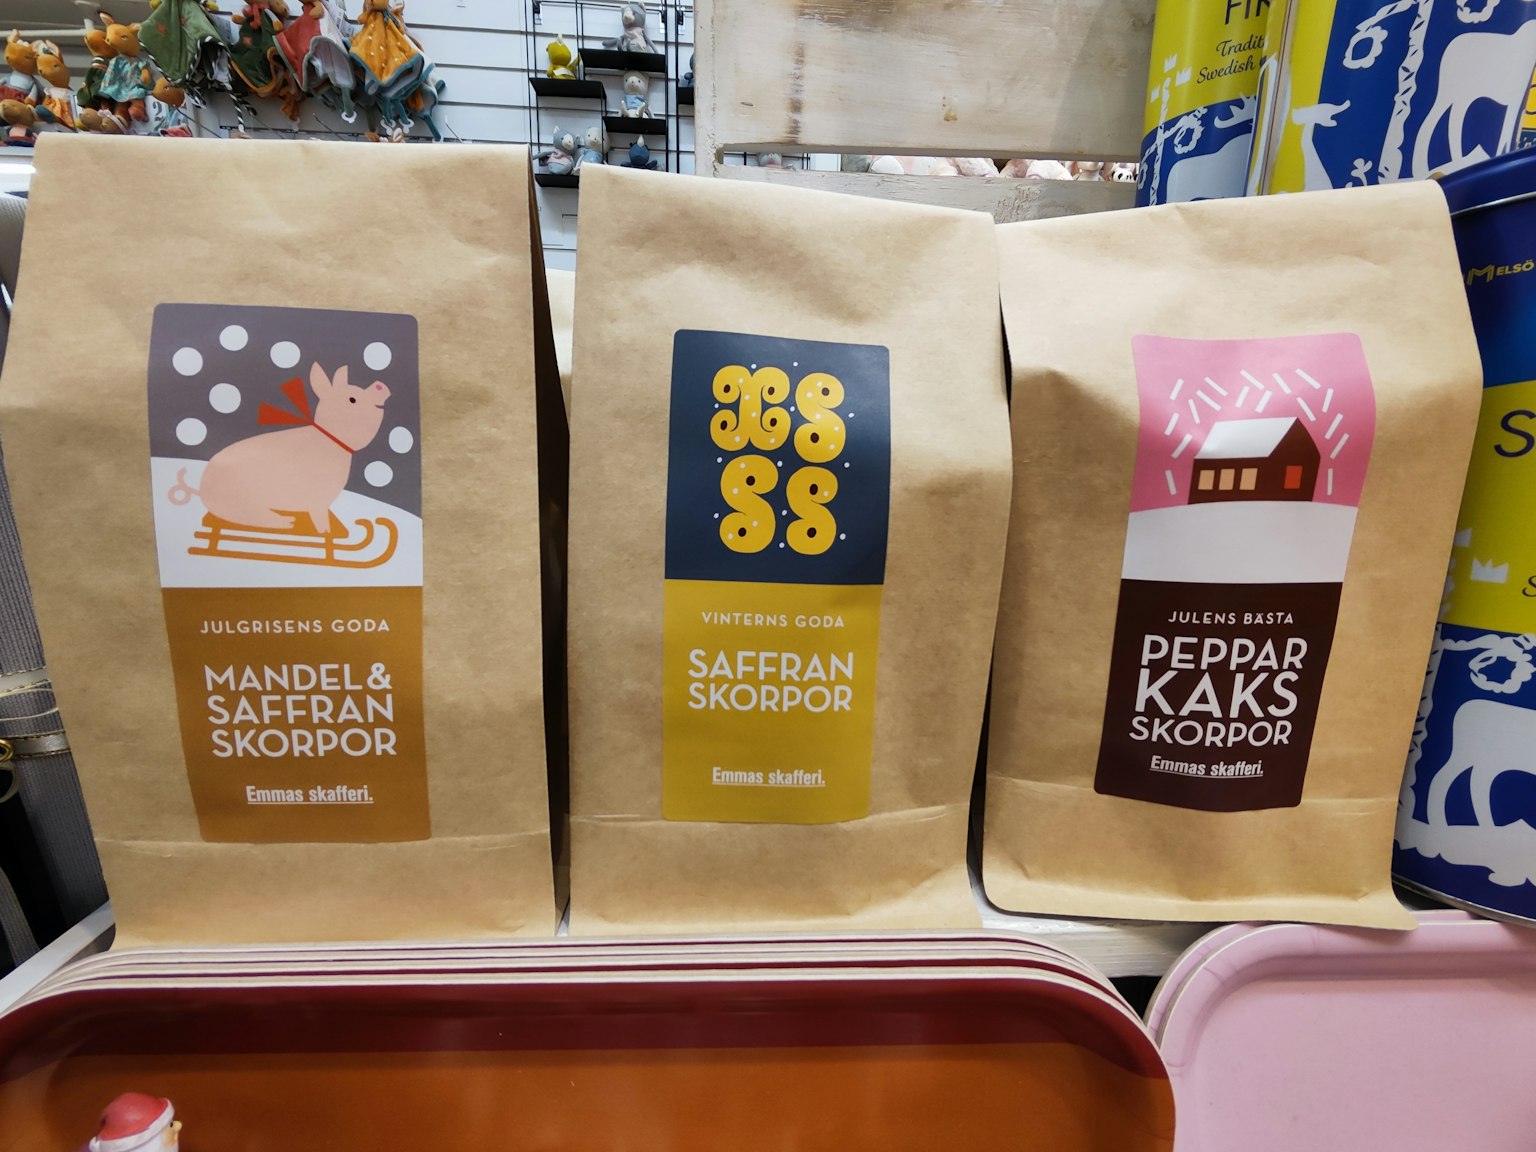 JULGRISENS GODA
MANDEL&
SAFFRAN
SKORPOR
Emmas skafferi.
VINTERNS GODA
SAFFRAN
SKORPOR
Emmas skafferi.
JULENS BÄSTA
PEPPAR
KAKS
SKORPOR
Emmas skafferi.
Swedish